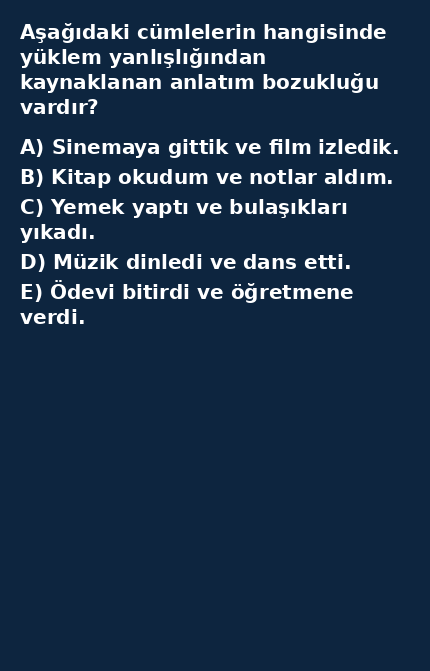 Aşağıdaki cümlelerin hangisinde
yüklem yanlışlığından
kaynaklanan anlatım bozukluğu
vardır?
A) Sinemaya gittik ve film izledik.
B) Kitap okudum ve notlar aldım.
C) Yemek yaptı ve bulaşıkları
yıkadı.
D) Müzik dinledi ve dans etti.
E) Ödevi bitirdi ve öğretmene
verdi.